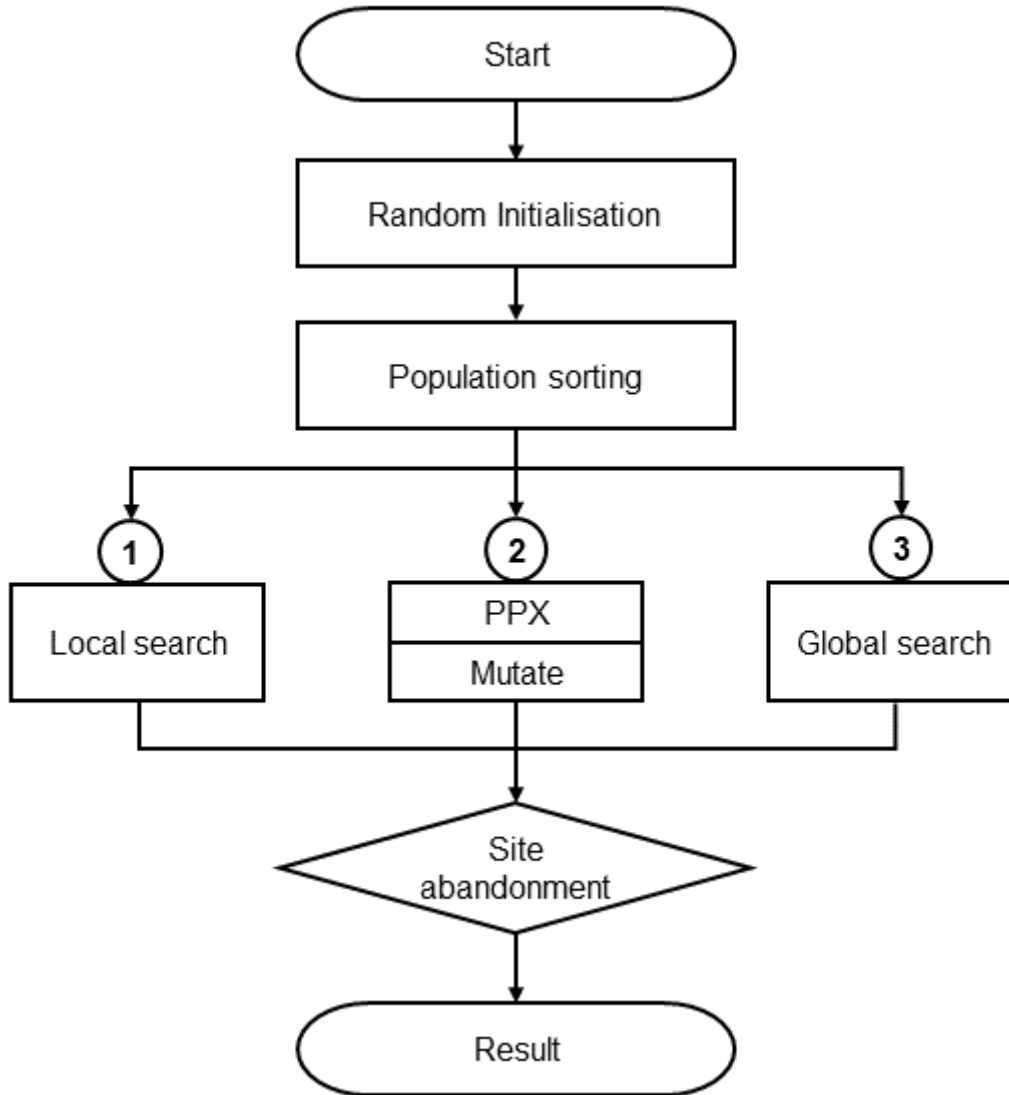 Start
Random Initialisation
Population sorting
1
2
3
Local search
PPX
Mutate
Global search
Site
abandonment
Result